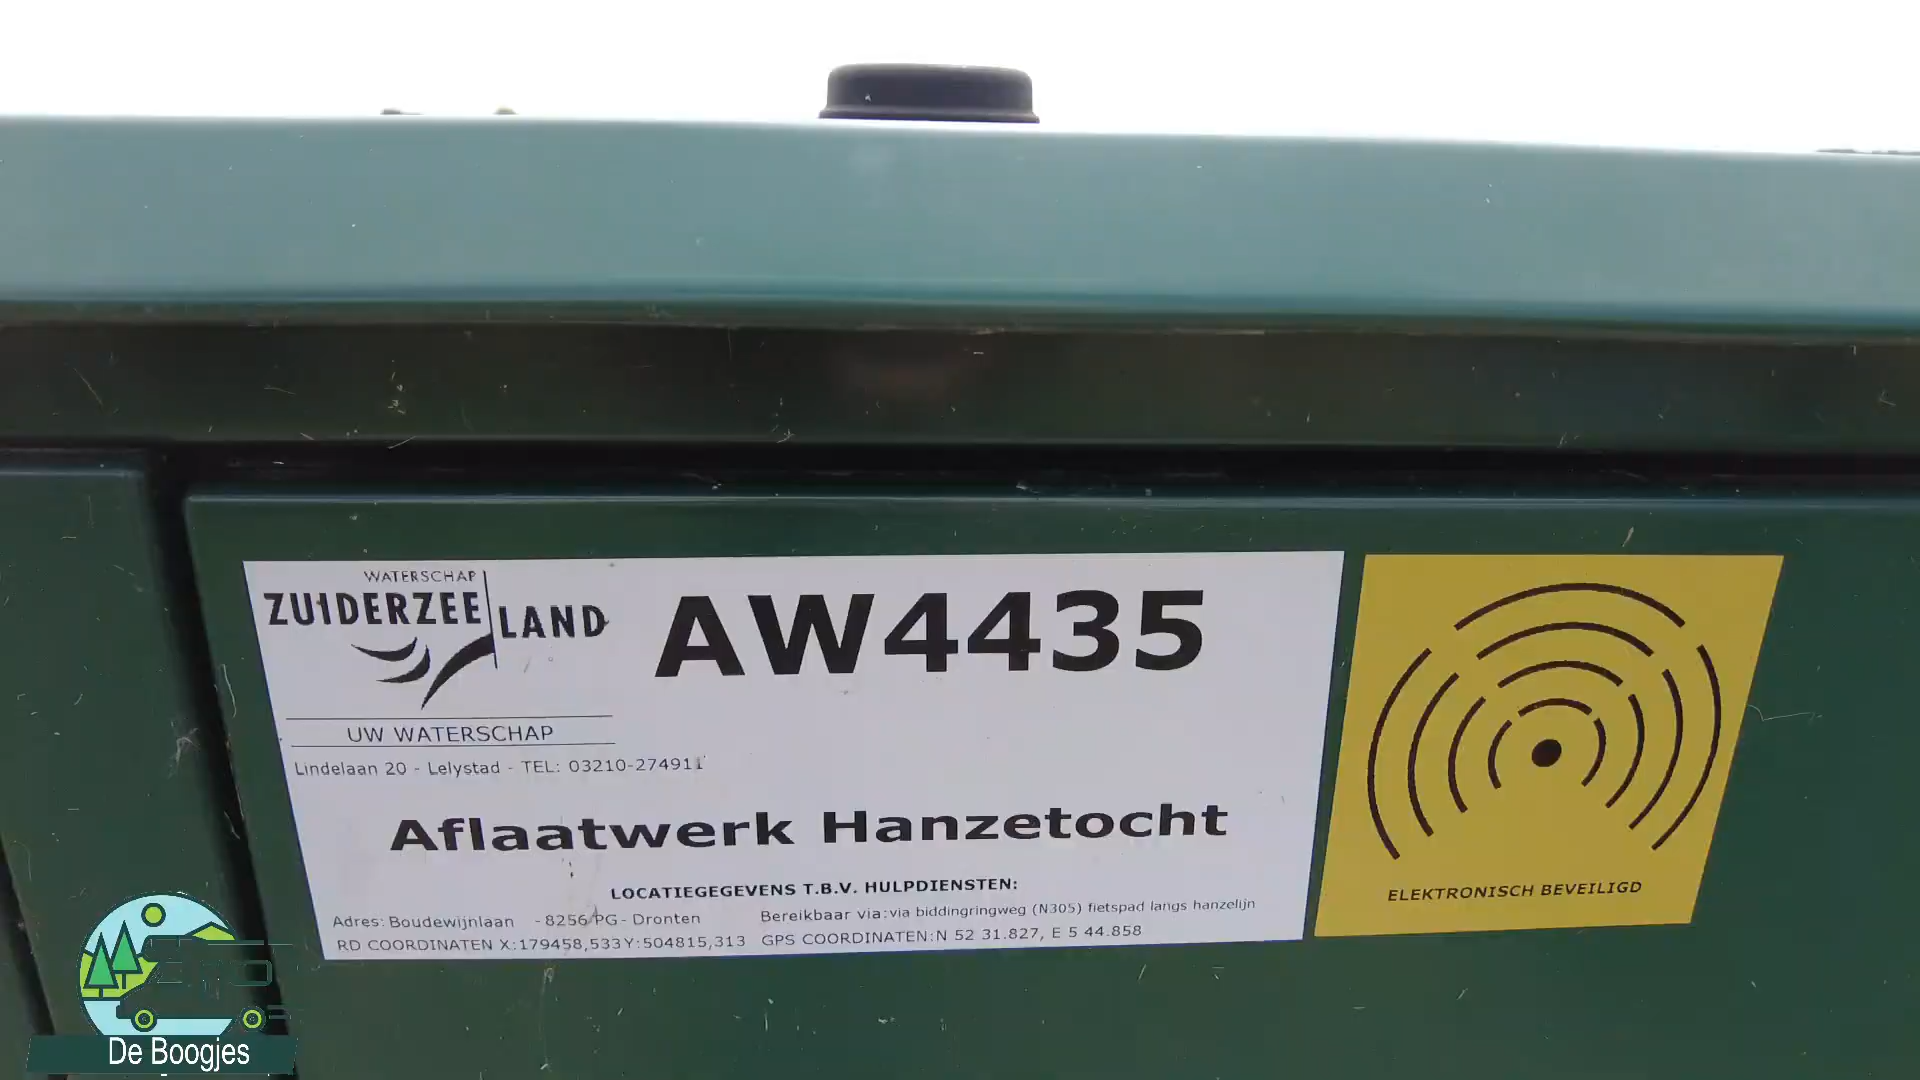 WATERSCHAP
ZUIDERZEELAND
AW4435
UW WATERSCHAP
Lindelaan 20 - Lelystad - TEL: 03210-274911
Aflaatwerk Hanzetocht
LOCATIEGEGEVENS T.B.V. HULPDIENSTEN:
Adres: Boudewijnlaan - 8256 PG - Dronten Bereikbaar via: via biddingringweg (N305) fietspad langs hanzelijn
RD COORDINATEN X:179458,533 Y:504815,313 GPS COORDINATEN: N 52 31.827, E 5 44.858
ELEKTRONISCH BEVEILIGD
De Boogjes